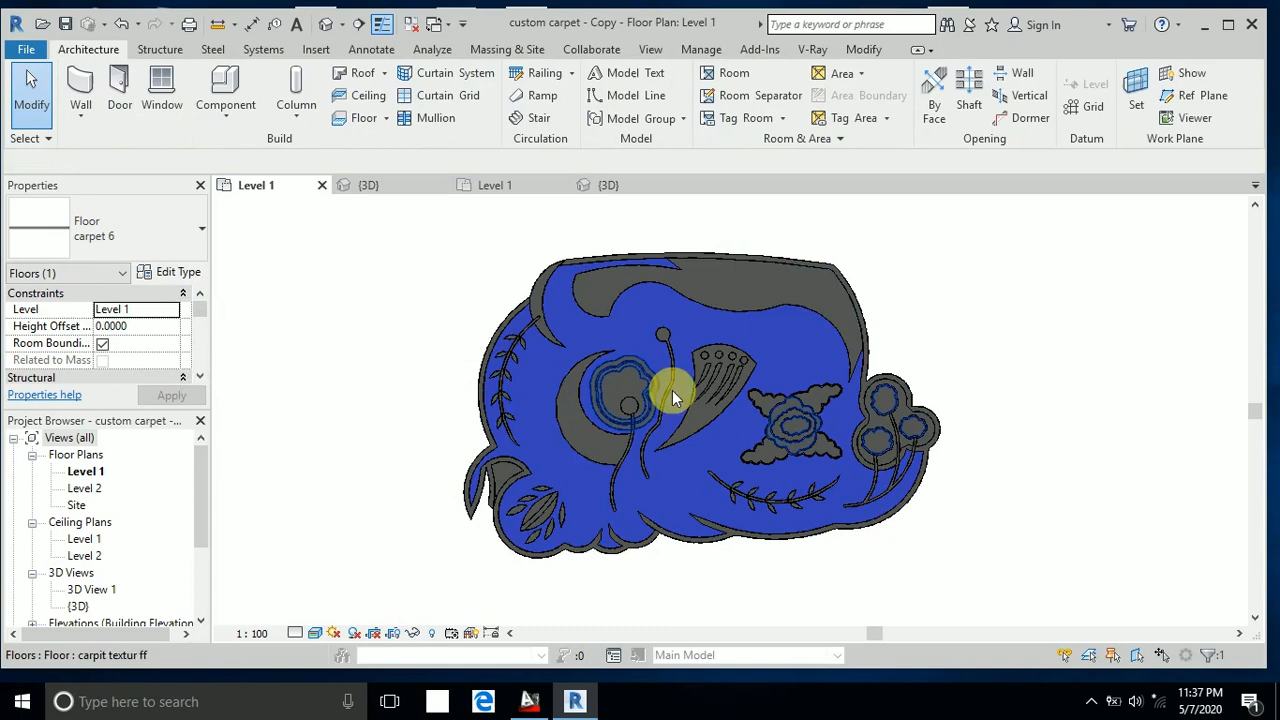 custom carpet - Copy - Floor Plan: Level 1
Type a keyword or phrase
Sign In
File Architecture Structure Steel Systems Insert Annotate Analyze Massing & Site Collaborate View Manage Add-Ins V-Ray Modify
Modify
Wall
Door
Window
Component
Column
Roof
Ceiling
Floor
Curtain System
Curtain Grid
Mullion
Railing
Ramp
Stair
Model Text
Model Line
Model Group
Room
Room Separator
Tag Room
Area
Area Boundary
Tag Area
By Face
Shaft
Wall
Vertical
Dormer
Level
Grid
Set
Show
Ref Plane
Viewer
Select Build Circulation Model Room & Area Opening Datum Work Plane
Properties
Level 1 {3D} Level 1 {3D}
Floor
carpet 6
Floors (1) Edit Type
Constraints
Level Level 1
Height Offset ... 0.0000
Room Boundi...
Related to Mass
Structural
Properties help Apply
Project Browser - custom carpet - Copy
Views (all)
Floor Plans
Level 1
Level 2
Site
Ceiling Plans
Level 1
Level 2
3D Views
3D View 1
{3D}
Elevations (Building Elevation
1 : 100
Floors : Floor : carpit textur ff
:0
Main Model
:1
Type here to search
11:37 PM
5/7/2020